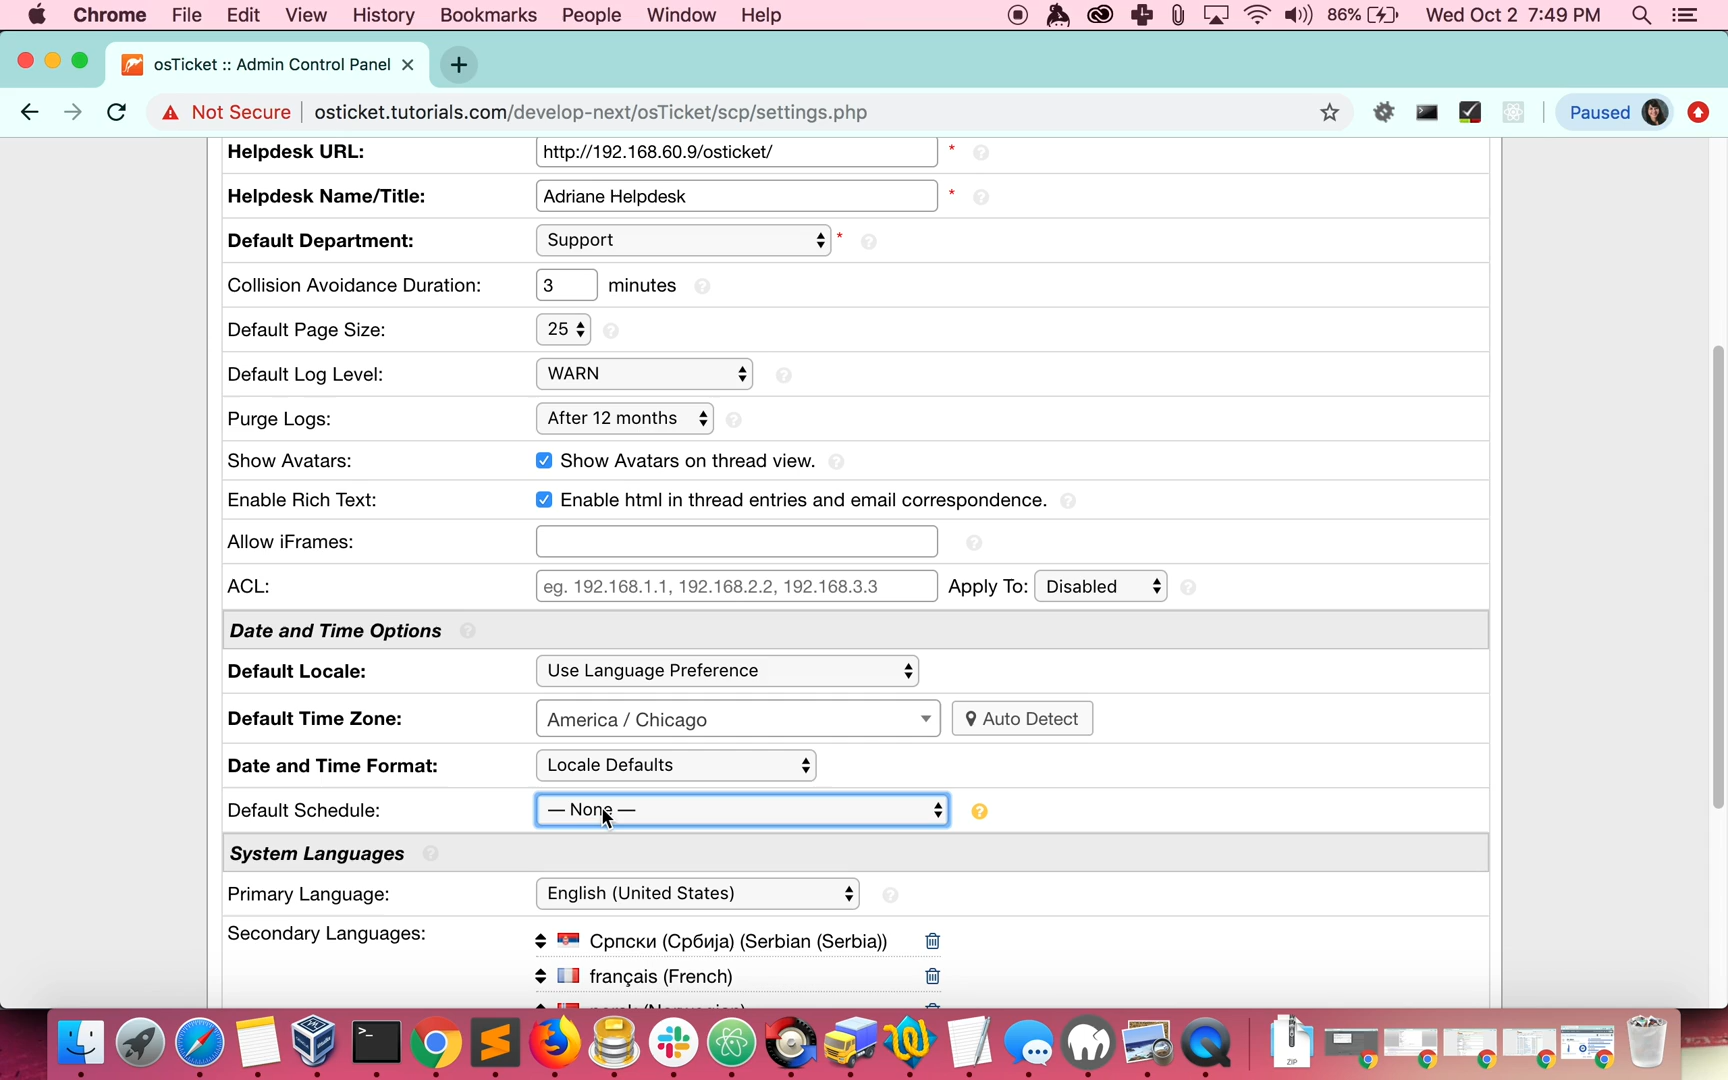 Chrome File Edit View History Bookmarks People Window Help 86% Wed Oct 2 7:49 PM
osTicket :: Admin Control Panel
Not Secure osticket.tutorials.com/develop-next/osTicket/scp/settings.php Paused
Helpdesk URL: http://192.168.60.9/osticket/ * ?
Helpdesk Name/Title: Adriane Helpdesk * ?
Default Department: Support * ?
Collision Avoidance Duration: 3 minutes ?
Default Page Size: 25 ?
Default Log Level: WARN ?
Purge Logs: After 12 months ?
Show Avatars: Show Avatars on thread view. ?
Enable Rich Text: Enable html in thread entries and email correspondence. ?
Allow iFrames: ?
ACL: eg. 192.168.1.1, 192.168.2.2, 192.168.3.3 Apply To: Disabled ?
Date and Time Options ?
Default Locale: Use Language Preference
Default Time Zone: America / Chicago Auto Detect
Date and Time Format: Locale Defaults
Default Schedule: — None — ?
System Languages ?
Primary Language: English (United States) ?
Secondary Languages: Српски (Србија) (Serbian (Serbia))
français (French)
ZIP